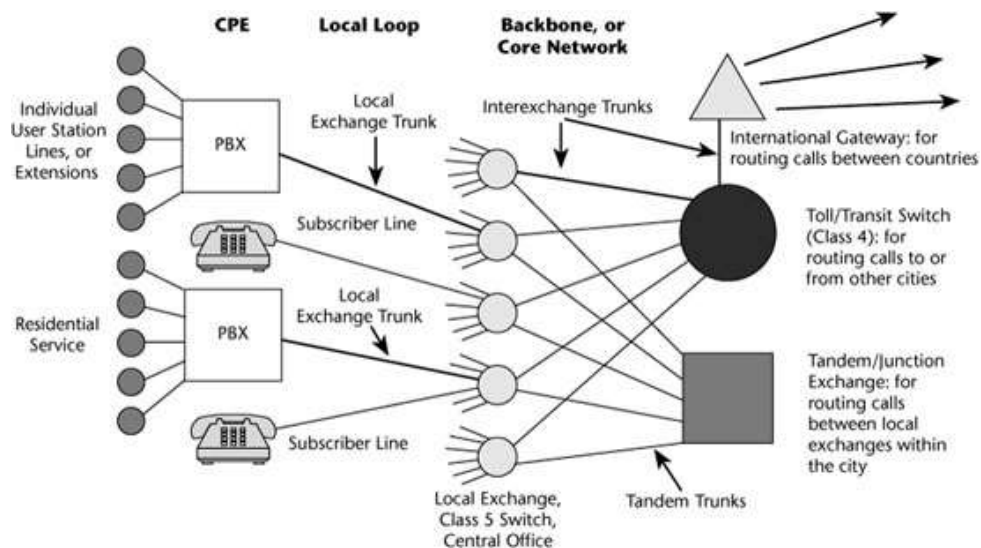 CPE
Local Loop
Backbone, or
Core Network
Individual
User Station
Lines, or
Extensions
PBX
Local
Exchange Trunk
Interexchange Trunks
International Gateway: for
routing calls between countries
Subscriber Line
Toll/Transit Switch
(Class 4): for
routing calls to or
from other cities
Residential
Service
PBX
Local
Exchange Trunk
Subscriber Line
Tandem/Junction
Exchange: for
routing calls
between local
exchanges within
the city
Tandem Trunks
Local Exchange,
Class 5 Switch,
Central Office